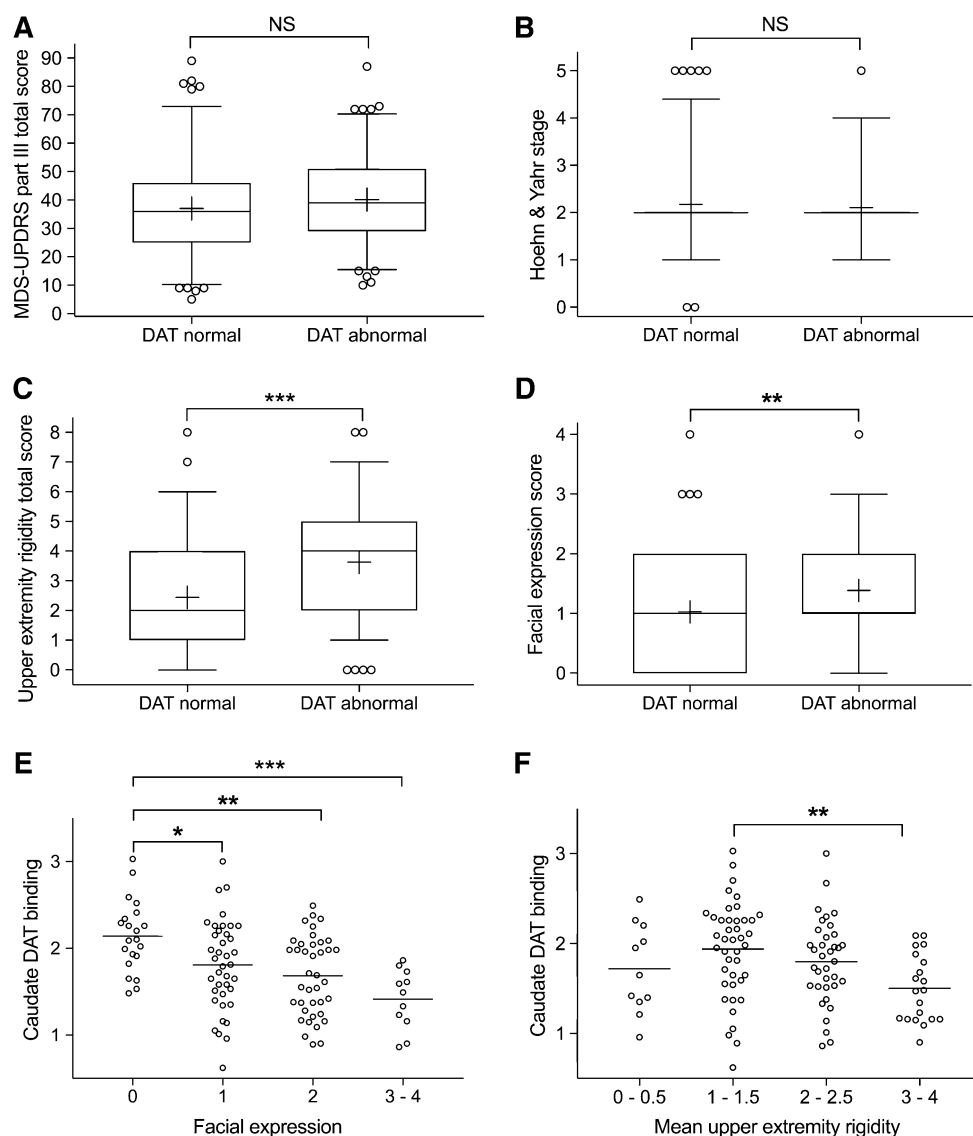 A
NS
MDS-UPDRS part III total score
90
80
70
60
50
40
30
20
10
0
DAT normal
DAT abnormal
B
NS
Hoehn & Yahr stage
5
4
3
2
1
0
DAT normal
DAT abnormal
C
***
Upper extremity rigidity total score
8
7
6
5
4
3
2
1
0
DAT normal
DAT abnormal
D
**
Facial expression score
4
3
2
1
0
DAT normal
DAT abnormal
E
***
**
*
Caudate DAT binding
3
2
1
0
1
2
3 - 4
Facial expression
F
**
Caudate DAT binding
3
2
1
0 - 0.5
1 - 1.5
2 - 2.5
3 - 4
Mean upper extremity rigidity